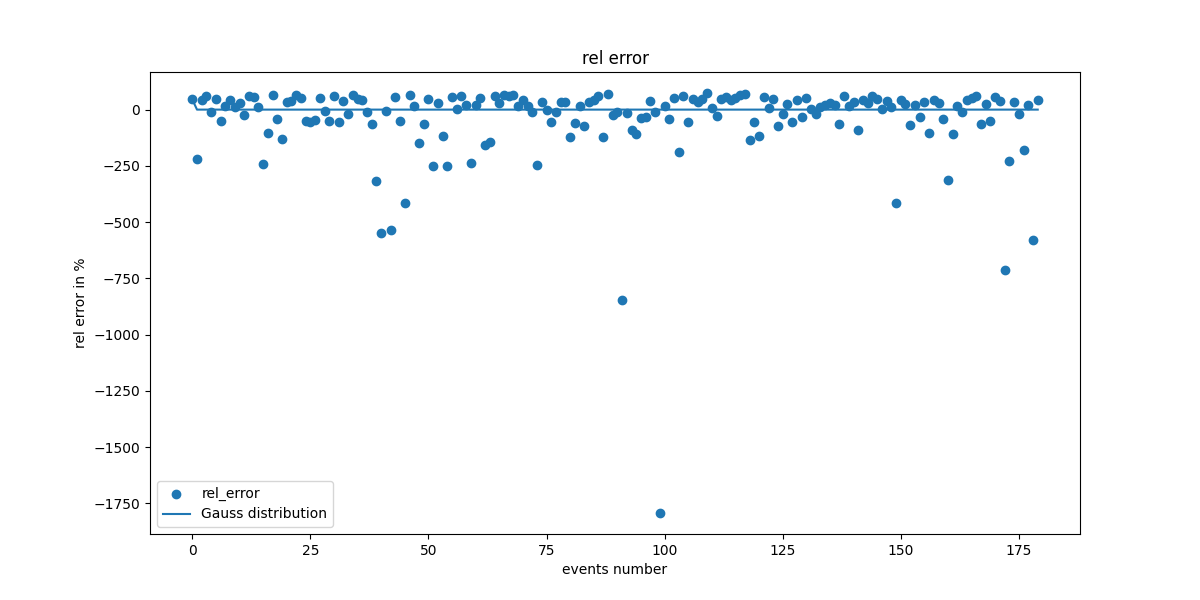 rel error
0
−250
−500
−750
−1000
−1250
−1500
−1750
rel error in %
rel_error
Gauss distribution
0 25 50 75 100 125 150 175
events number